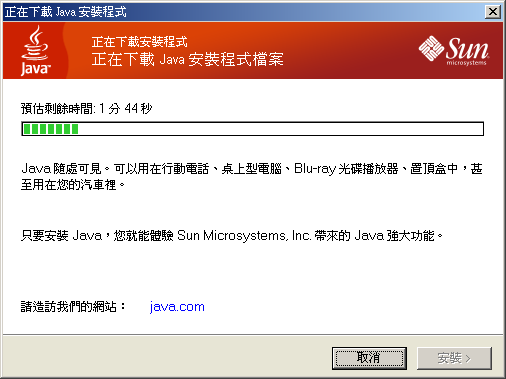 正在下載 Java 安裝程式
正在下載安裝程式
正在下載 Java 安裝程式檔案
Java™
Sun
microsystems
預估剩餘時間: 1 分 44 秒
Java 隨處可見。可以用在行動電話、桌上型電腦、Blu-ray 光碟播放器、置頂盒中，甚
至用在您的汽車裡。
只要安裝 Java，您就能體驗 Sun Microsystems, Inc. 帶來的 Java 強大功能。
請造訪我們的網站： java.com
取消
安裝 >